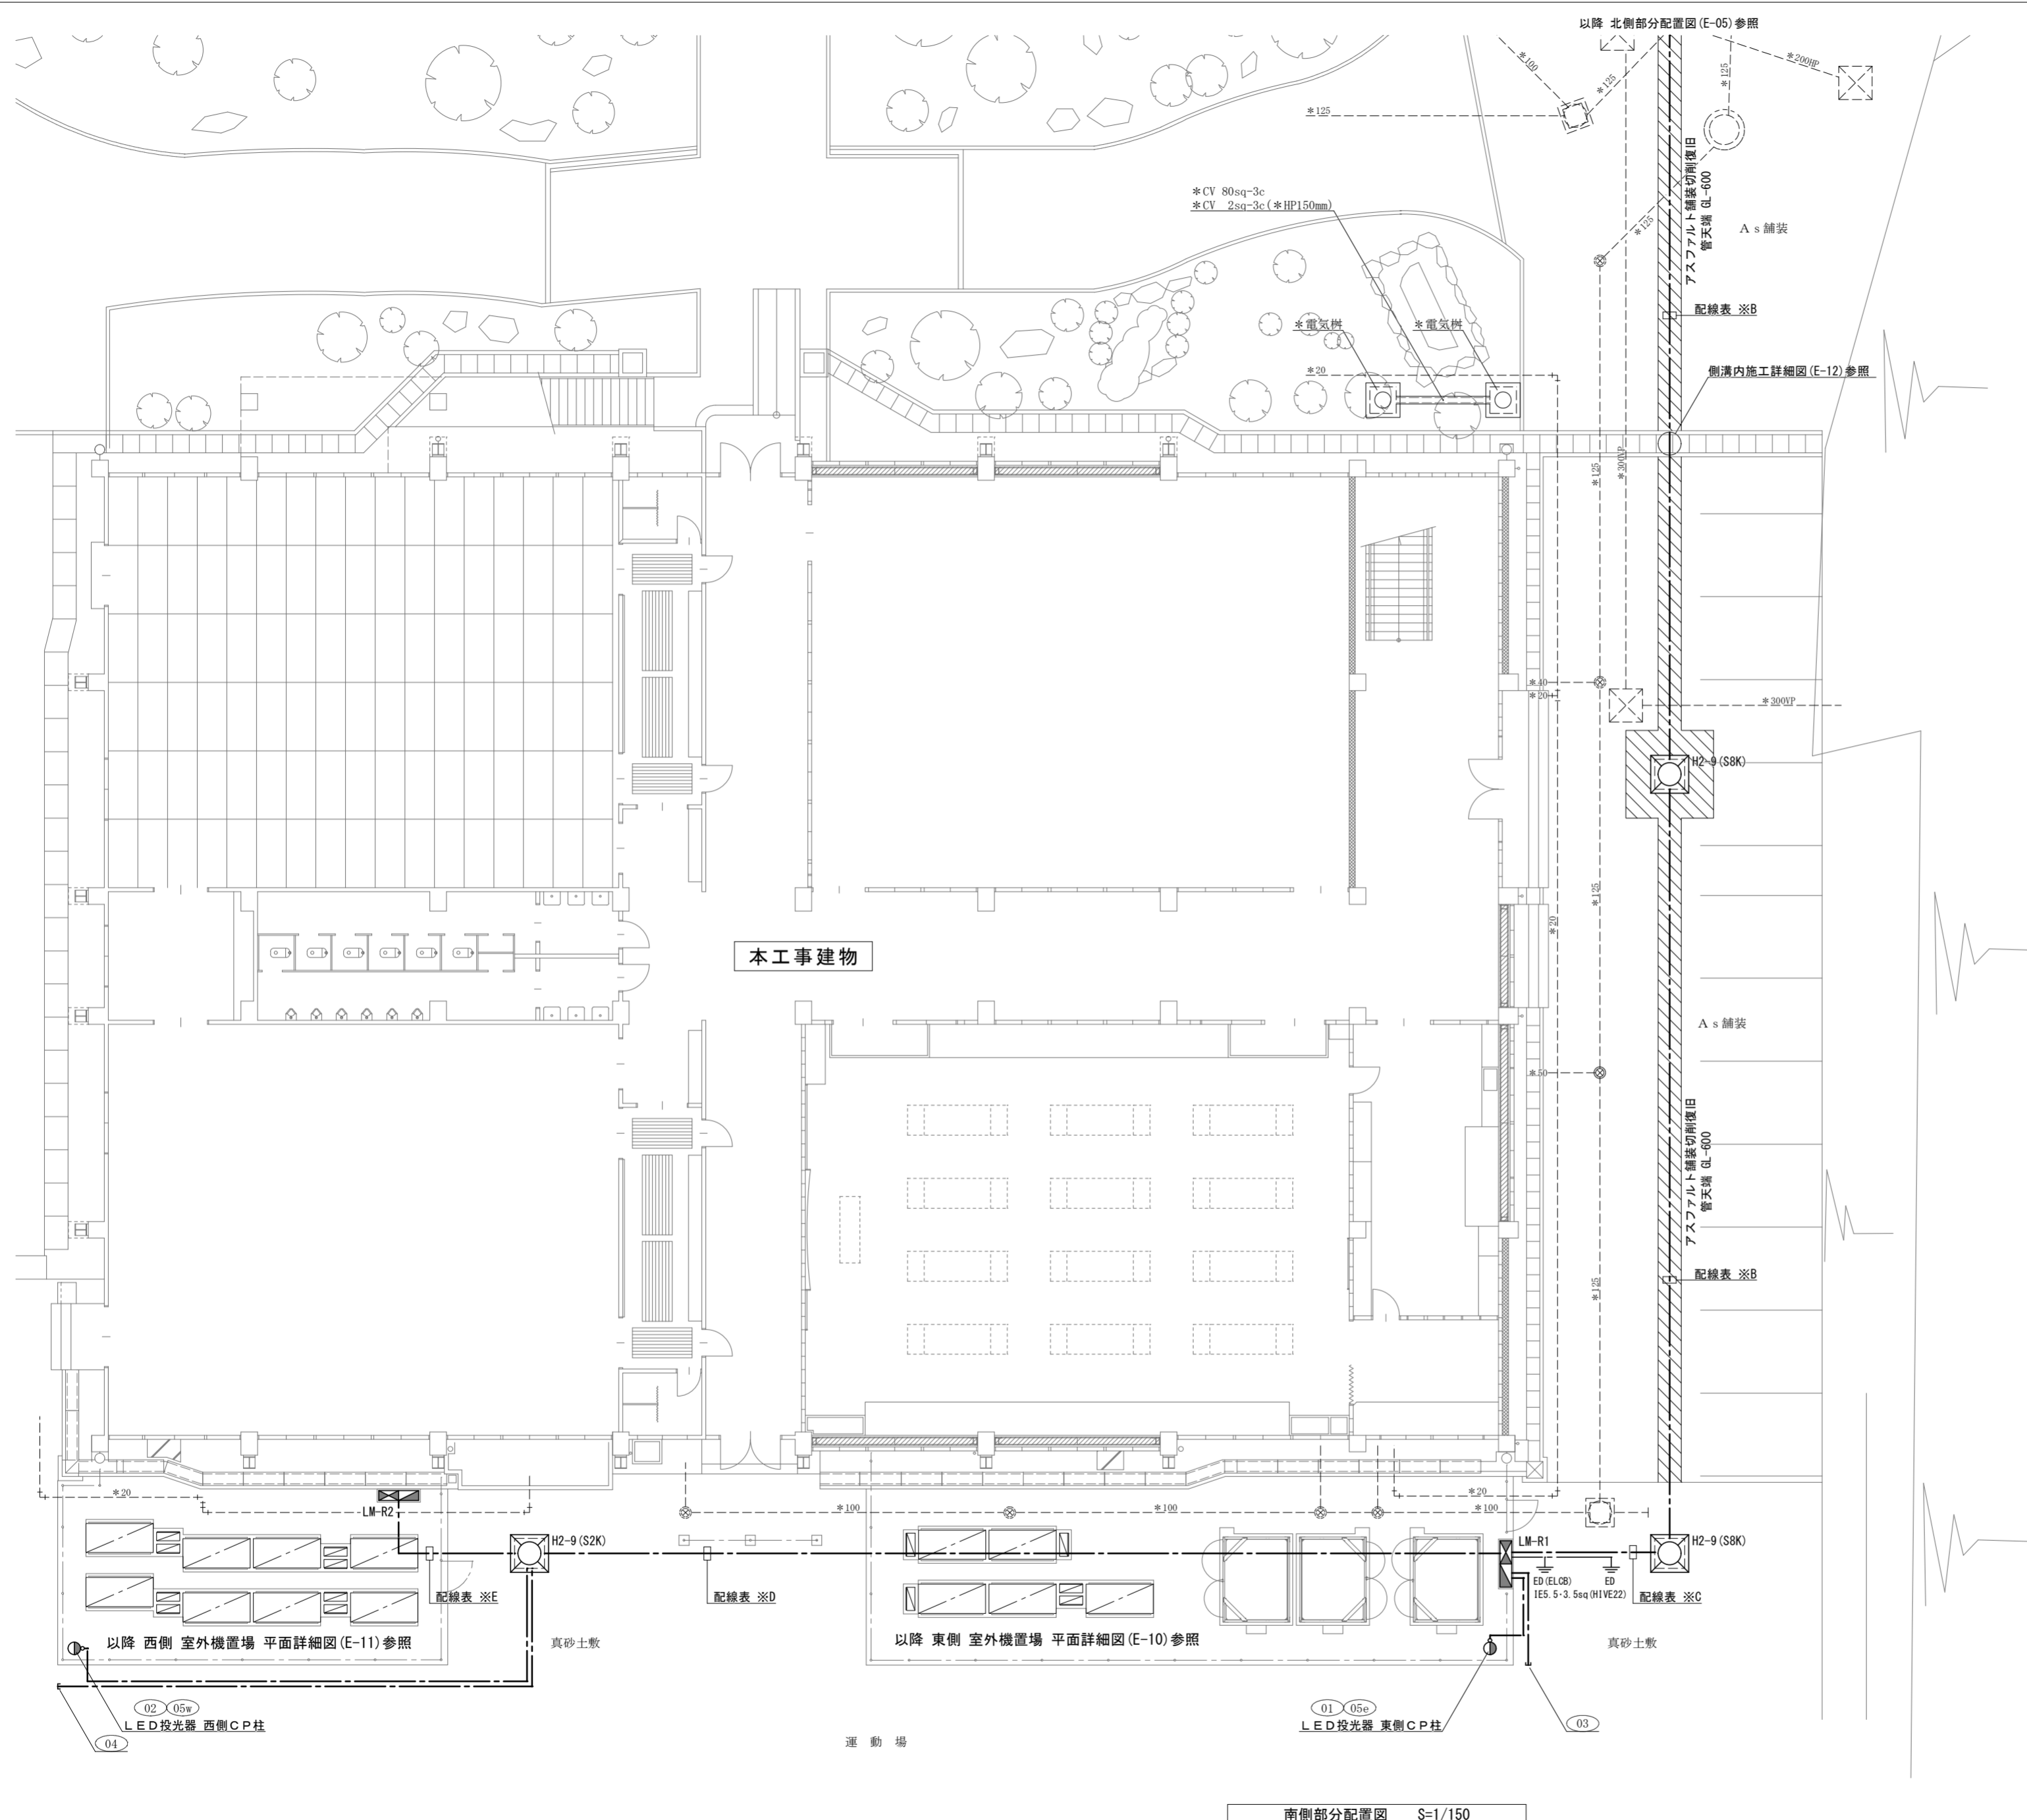 以降 北側部分配置図(E-05)参照
*100
*125
*125
*200HP
*125
アスファルト舗装切削復旧
管天端 GL-600
*125
As舗装
*CV 80sq-3c
*CV 2sq-3c(*HP150mm)
配線表 ※B
*電気桝
*電気桝
*20
側溝内施工詳細図(E-12)参照
*125
*300VP
*40
*20
*300VP
H2-9(S8K)
*125
*20
本工事建物
As舗装
*50
アスファルト舗装切削復旧
管天端 GL-600
*125
配線表 ※B
*20
LM-R2
*100
*100
*20
*100
H2-9(S2K)
LM-R1
H2-9(S8K)
ED(ELCB)
ED
IE5.5・3.5sq(HIVE22)
配線表 ※E
配線表 ※D
配線表 ※C
以降 西側 室外機置場 平面詳細図(E-11)参照
真砂土敷
以降 東側 室外機置場 平面詳細図(E-10)参照
真砂土敷
02 05w
LED投光器 西側CP柱
04
01 05e
LED投光器 東側CP柱
03
運動場
南側部分配置図 S=1/150